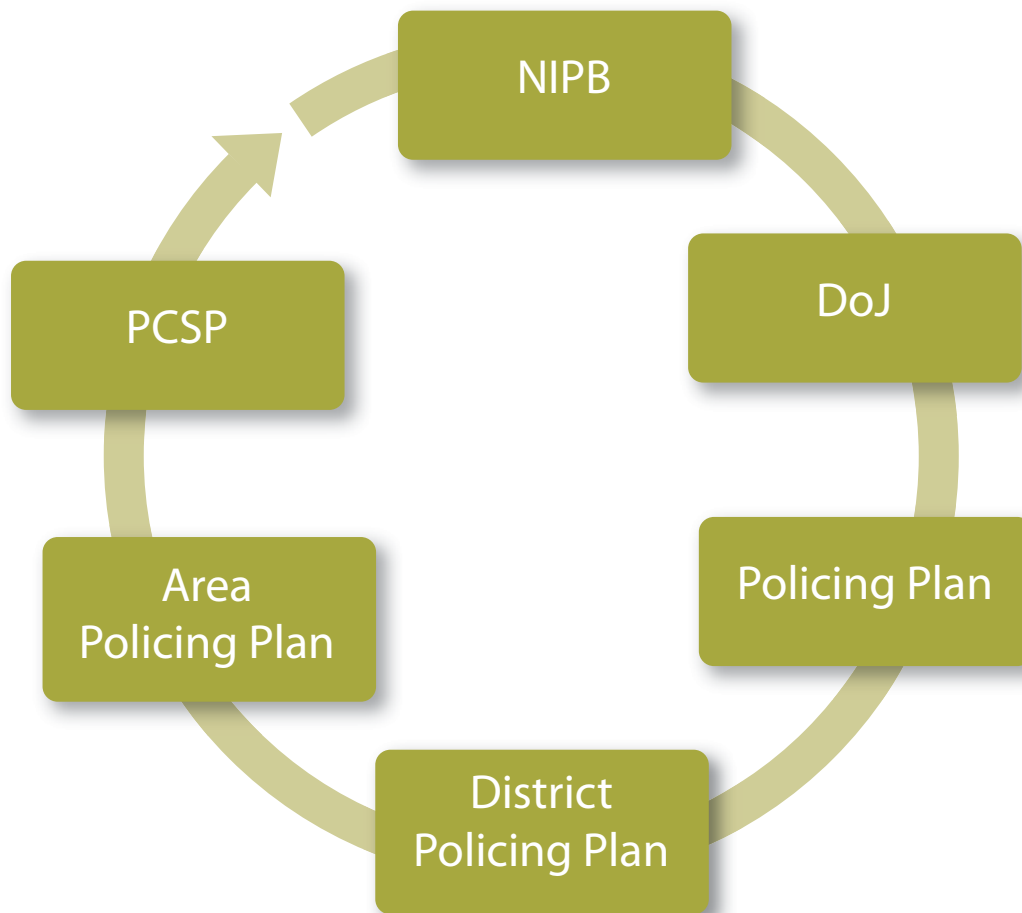 NIPB
DoJ
PCSP
Policing Plan
Area
Policing Plan
District
Policing Plan